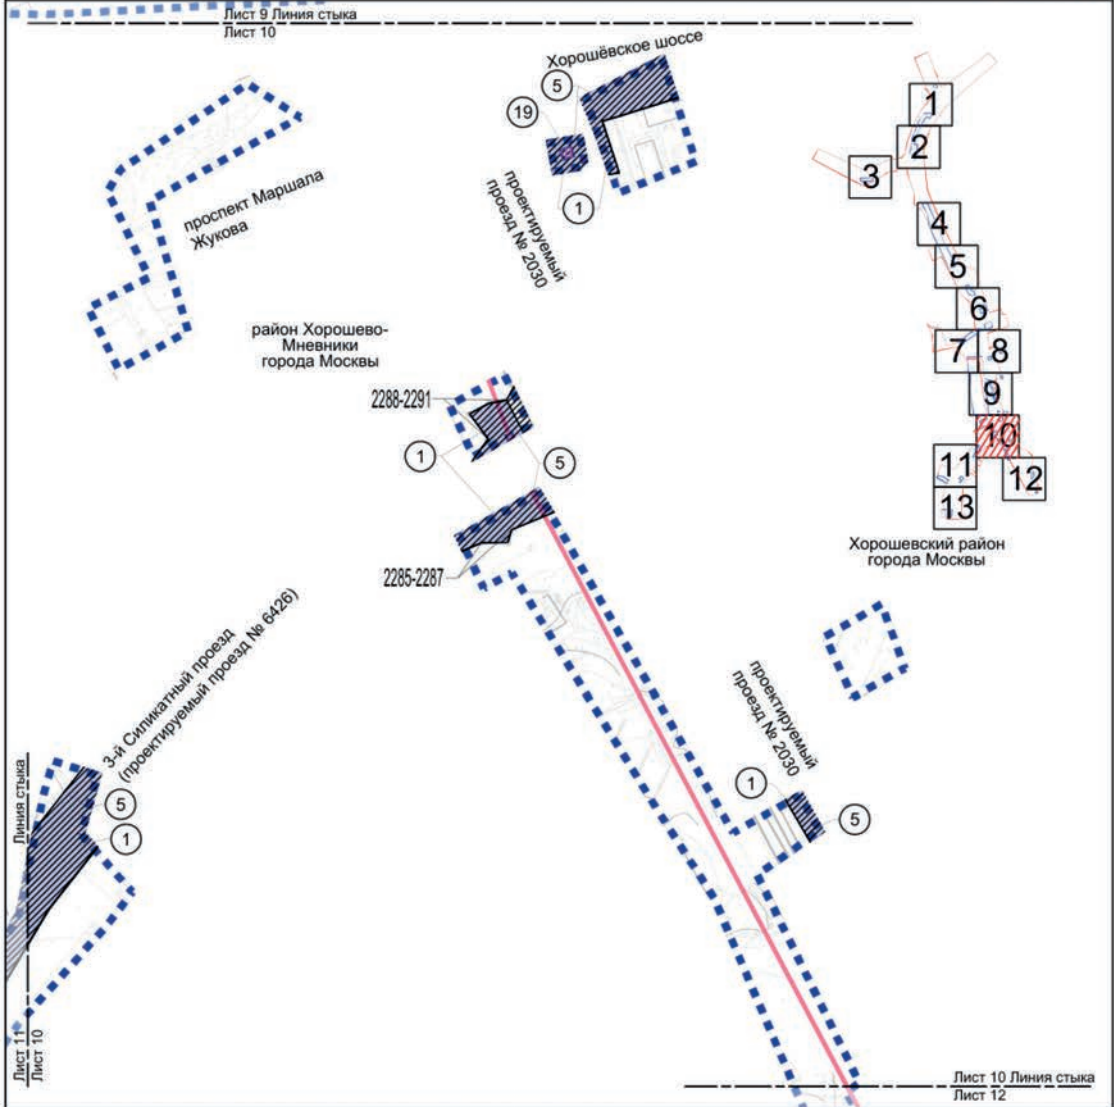 Лист 9 Линия стыка
Лист 10
Хорошёвское шоссе
5
19
1
проектируемый
проезд № 2030
проспект Маршала
Жукова
1
2
3
4
5
6
7
8
9
10
11
12
13
район Хорошево-
Мневники
города Москвы
2288-2291
1
5
2285-2287
Хорошевский район
города Москвы
3-й Силикатный проезд
(проектируемый проезд № 6426)
проектируемый
проезд № 2030
1
5
Линия стыка
5
1
Лист 11
Лист 10
Лист 10 Линия стыка
Лист 12